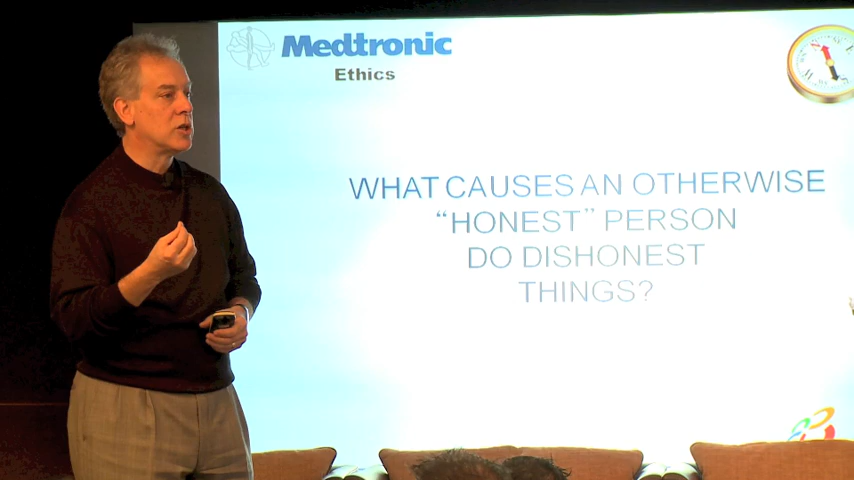 Medtronic
Ethics
WHAT CAUSES AN OTHERWISE
“HONEST” PERSON
DO DISHONEST
THINGS?